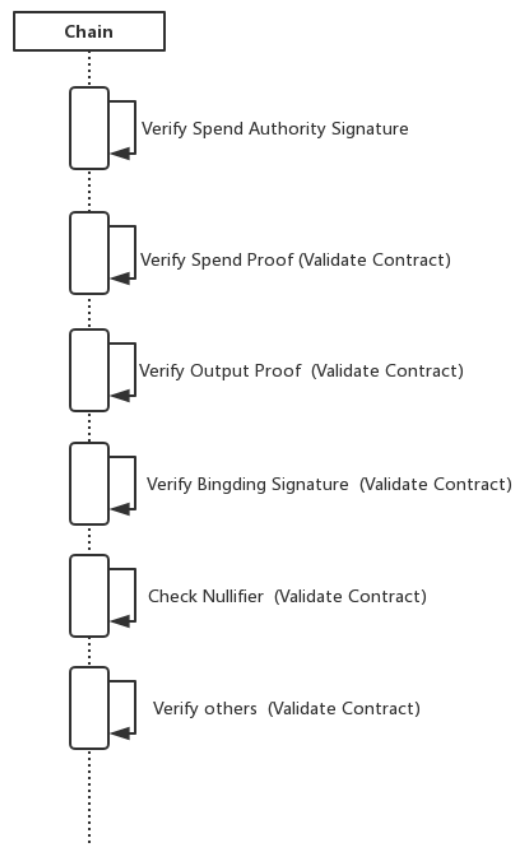 Chain
Verify Spend Authority Signature
Verify Spend Proof (Validate Contract)
Verify Output Proof (Validate Contract)
Verify Bingding Signature (Validate Contract)
Check Nullifier (Validate Contract)
Verify others (Validate Contract)